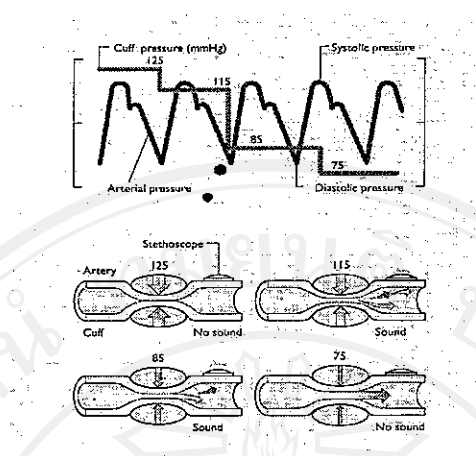 Cuff pressure (mmHg)
Systolic pressure
125
115
85
75
Arterial pressure
Diastolic pressure
Stethoscope
Artery
125
115
Cuff
No sound
Sound
85
75
Sound
No sound